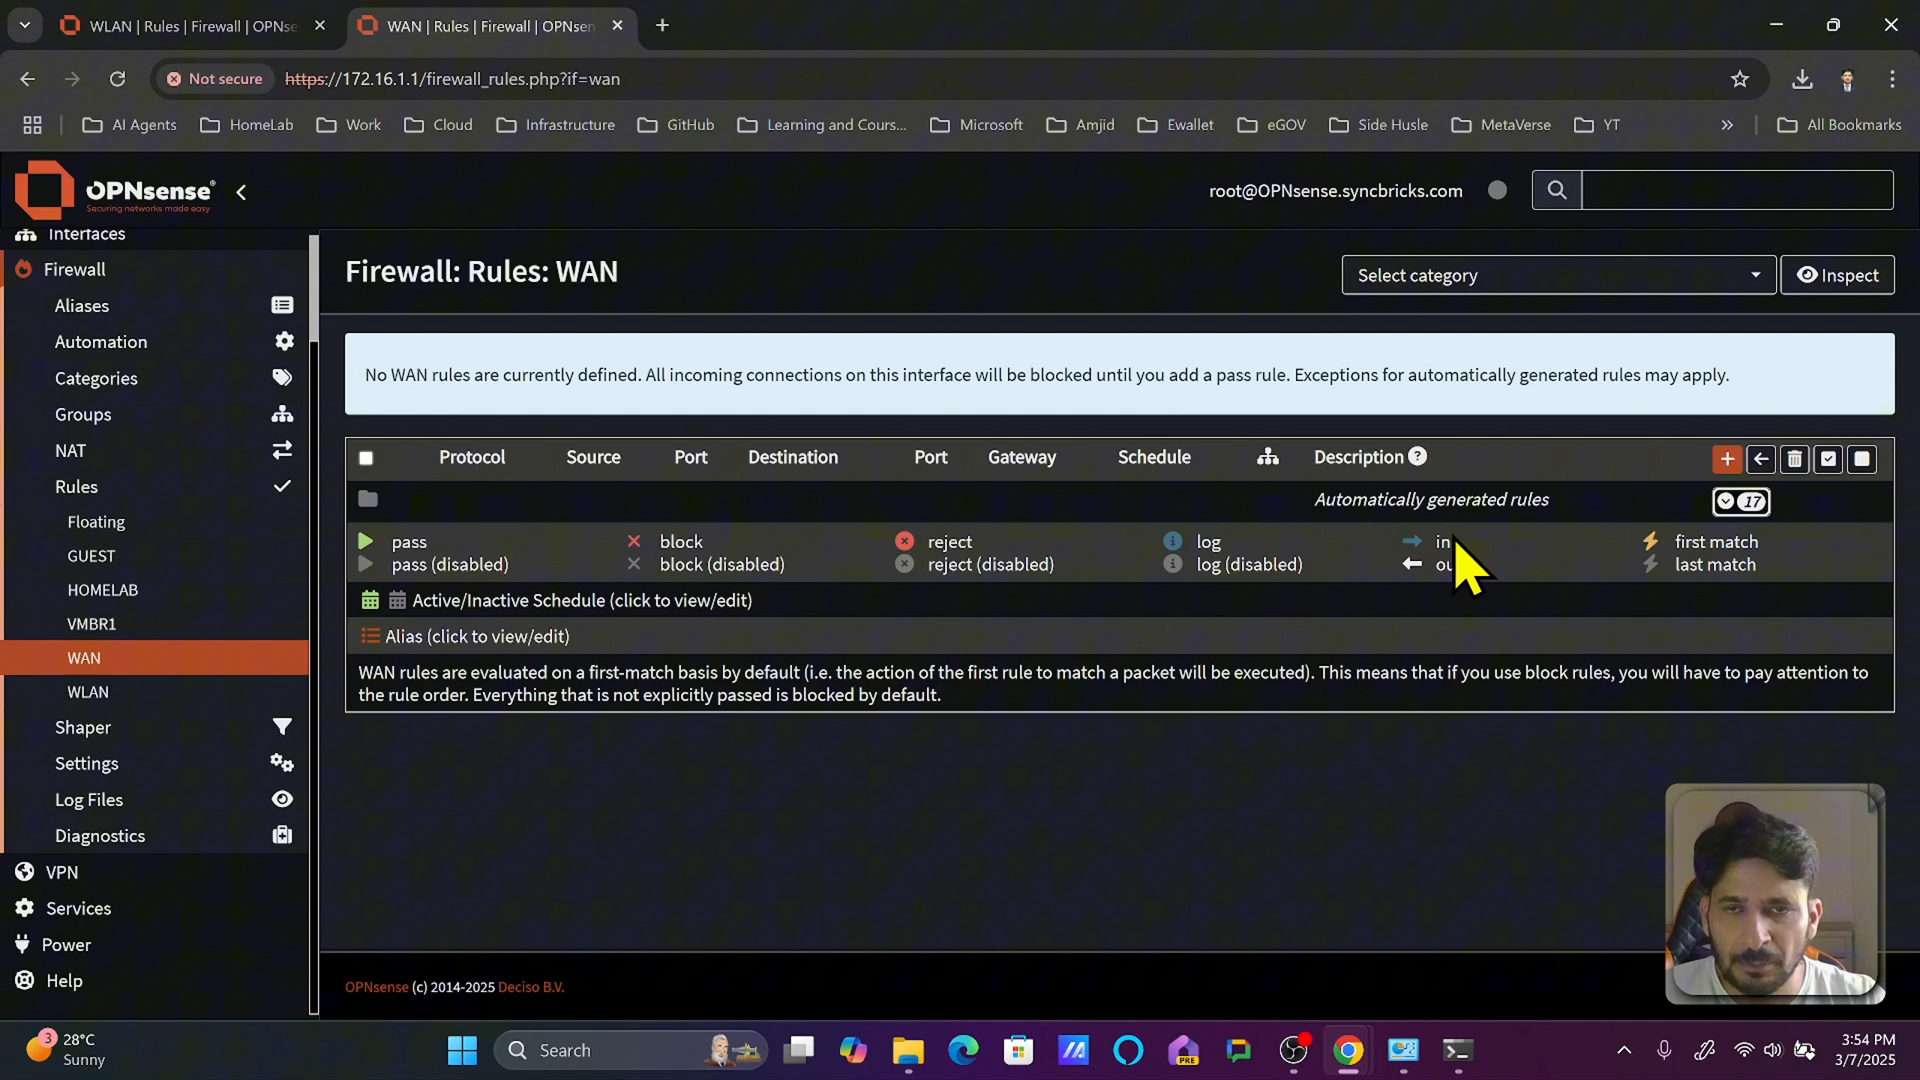 WLAN | Rules | Firewall | OPNse
WAN | Rules | Firewall | OPNsen
Not secure
https://172.16.1.1/firewall_rules.php?if=wan
AI Agents
HomeLab
Work
Cloud
Infrastructure
GitHub
Learning and Cours...
Microsoft
Amjid
Ewallet
eGOV
Side Husle
MetaVerse
YT
All Bookmarks
OPNsense®
Securing networks made easy
root@OPNsense.syncbricks.com
Interfaces
Firewall
Aliases
Automation
Categories
Groups
NAT
Rules
Floating
GUEST
HOMELAB
VMBR1
WAN
WLAN
Shaper
Settings
Log Files
Diagnostics
VPN
Services
Power
Help
Firewall: Rules: WAN
Select category
Inspect
No WAN rules are currently defined. All incoming connections on this interface will be blocked until you add a pass rule. Exceptions for automatically generated rules may apply.
Protocol Source Port Destination Port Gateway Schedule Description
Automatically generated rules 17
pass block reject log in first match
pass (disabled) block (disabled) reject (disabled) log (disabled) last match
Active/Inactive Schedule (click to view/edit)
Alias (click to view/edit)
WAN rules are evaluated on a first-match basis by default (i.e. the action of the first rule to match a packet will be executed). This means that if you use block rules, you will have to pay attention to
the rule order. Everything that is not explicitly passed is blocked by default.
OPNsense (c) 2014-2025 Deciso B.V.
3
28°C
Sunny
Search
PRE
3:54 PM
3/7/2025